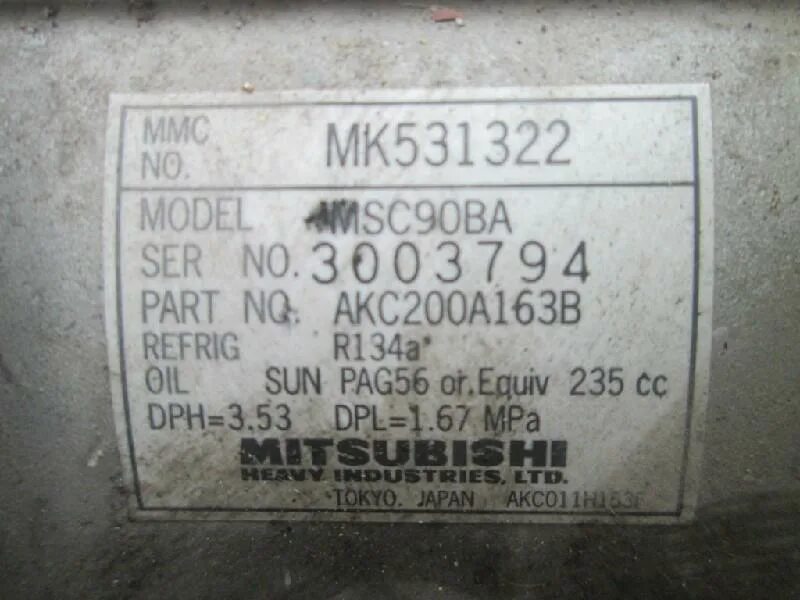 MMC NO. MK531322
MODEL MSC90BA
SER NO. 3003794
PART NO. AKC200A163B
REFRIG R134a
OIL SUN PAG56 or Equiv 235 cc
DPH=3.53 DPL=1.67 MPa
MITSUBISHI
HEAVY INDUSTRIES, LTD.
TOKYO. JAPAN